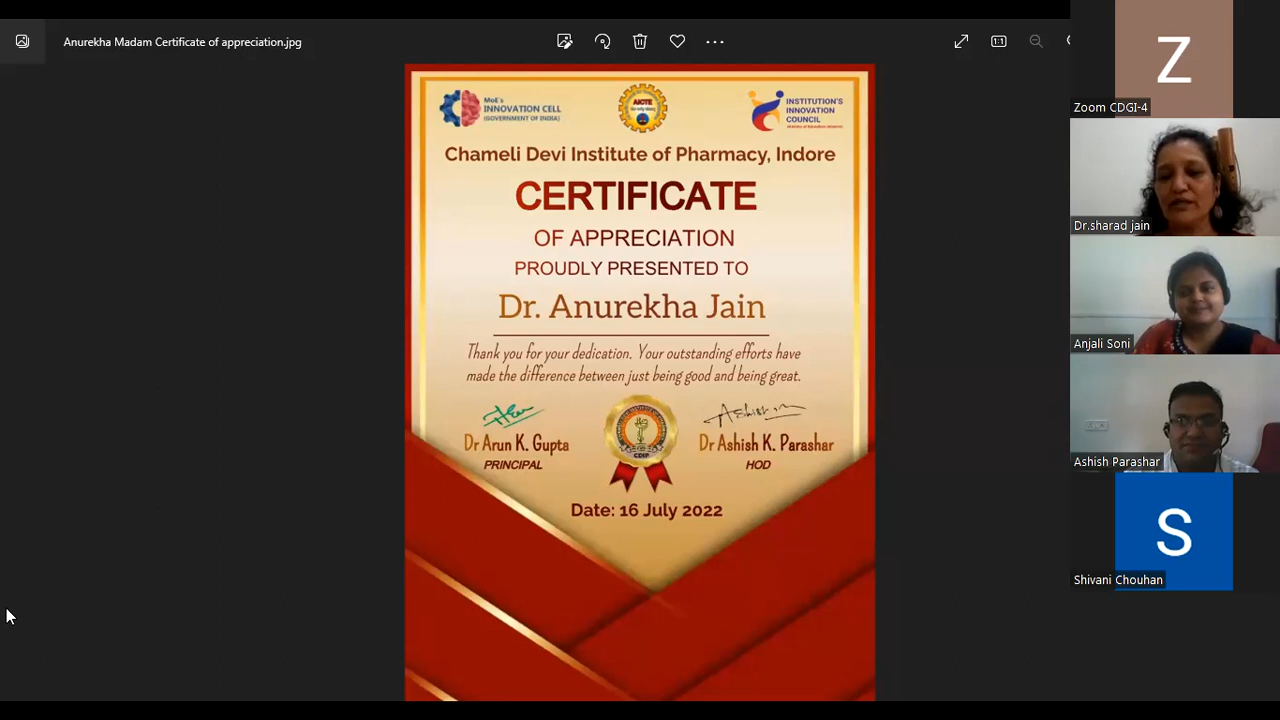 Anurekha Madam Certificate of appreciation.jpg
1:1
MoE's
INNOVATION CELL
(GOVERNMENT OF INDIA)
AICTE
INSTITUTION'S
INNOVATION
COUNCIL
Chameli Devi Institute of Pharmacy, Indore
CERTIFICATE
OF APPRECIATION
PROUDLY PRESENTED TO
Dr. Anurekha Jain
Thank you for your dedication. Your outstanding efforts have
made the difference between just being good and being great.
Dr Arun K. Gupta
PRINCIPAL
CDIP
Ashish
Dr Ashish K. Parashar
HOD
Date: 16 July 2022
Z
Zoom CDGI-4
Dr.sharad jain
Anjali Soni
Ashish Parashar
S
Shivani Chouhan